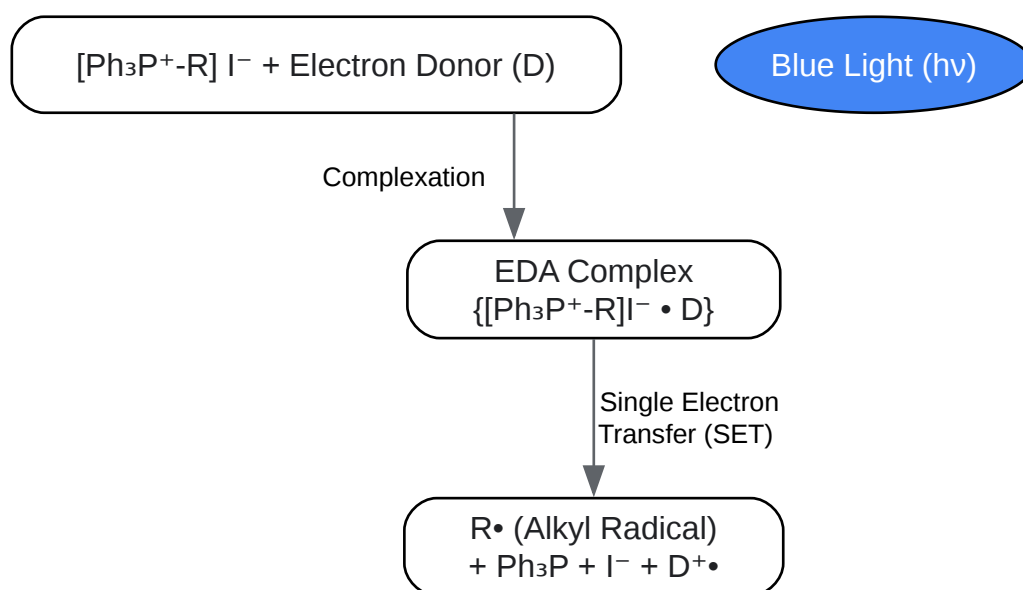 [Ph₃P⁺-R] I⁻ + Electron Donor (D)
Blue Light (hν)
Complexation
EDA Complex
{[Ph₃P⁺-R]I⁻ • D}
Single Electron
Transfer (SET)
R• (Alkyl Radical)
+ Ph₃P + I⁻ + D⁺•